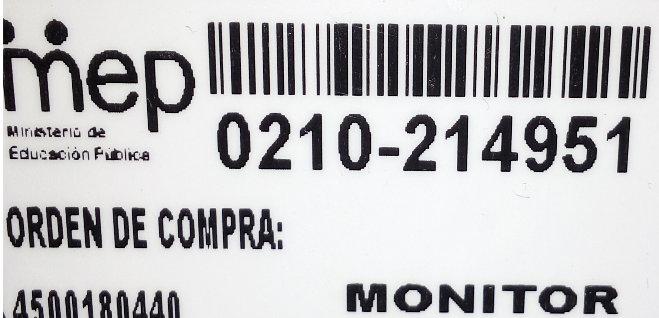 mep
Ministerio de
Educación Pública
0210-214951
ORDEN DE COMPRA:
4500180440
MONITOR